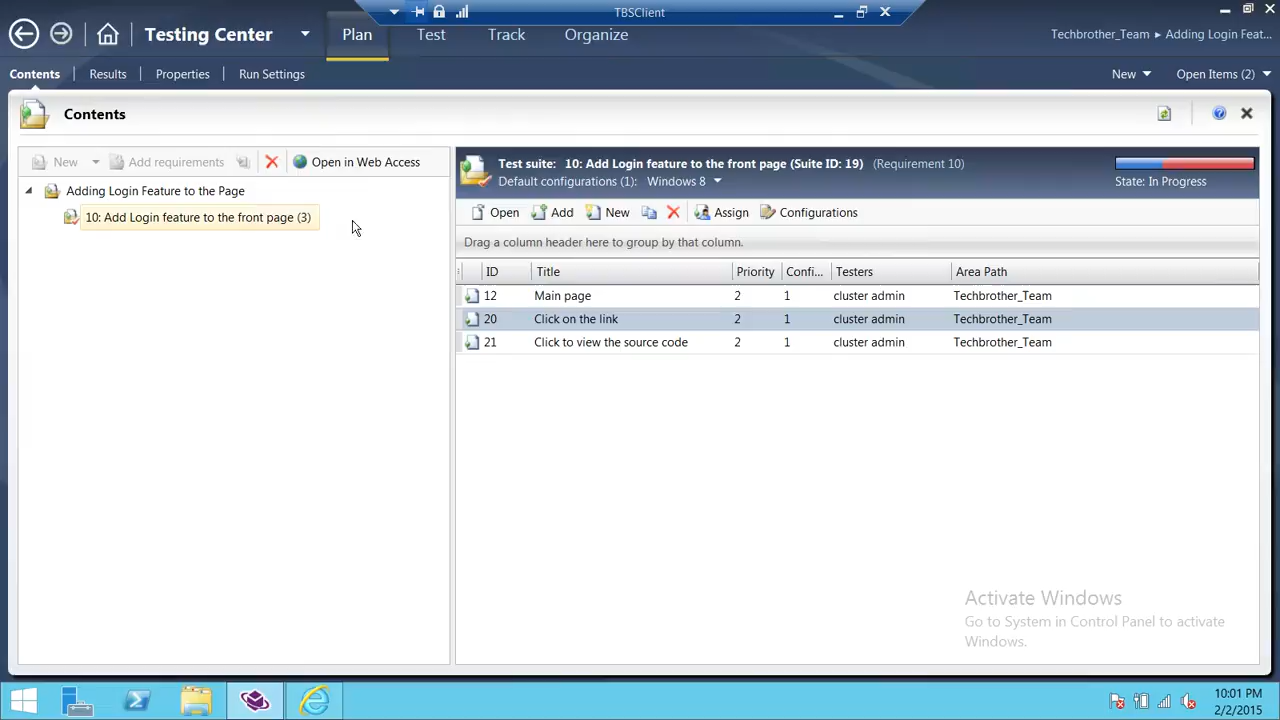 TBSClient
Testing Center
Plan
Test
Track
Organize
Techbrother_Team ▸ Adding Login Feat...
Contents
Results
Properties
Run Settings
New
Open Items (2)
Contents
New
Add requirements
Open in Web Access
Test suite: 10: Add Login feature to the front page (Suite ID: 19) (Requirement 10)
Default configurations (1): Windows 8
State: In Progress
Adding Login Feature to the Page
10: Add Login feature to the front page (3)
Open
Add
New
Assign
Configurations
Drag a column header here to group by that column.
ID Title Priority Confi... Testers Area Path
12 Main page 2 1 cluster admin Techbrother_Team
20 Click on the link 2 1 cluster admin Techbrother_Team
21 Click to view the source code 2 1 cluster admin Techbrother_Team
Activate Windows
Go to System in Control Panel to activate
Windows.
10:01 PM
2/2/2015